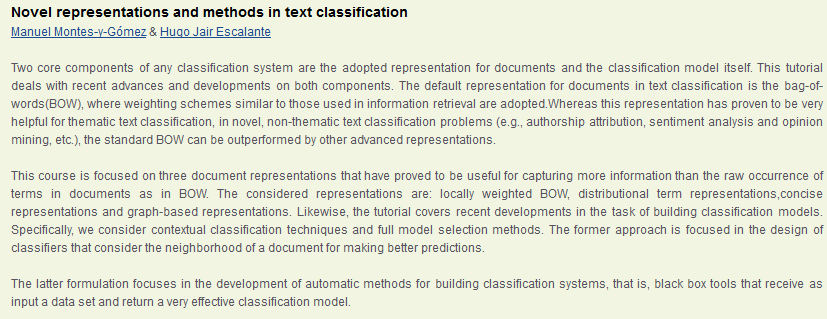 Novel representations and methods in text classification
Manuel Montes-y-Gómez & Hugo Jair Escalante
Two core components of any classification system are the adopted representation for documents and the classification model itself. This tutorial
deals with recent advances and developments on both components. The default representation for documents in text classification is the bag-of-
words(BOW), where weighting schemes similar to those used in information retrieval are adopted.Whereas this representation has proven to be very
helpful for thematic text classification, in novel, non-thematic text classification problems (e.g., authorship attribution, sentiment analysis and opinion
mining, etc.), the standard BOW can be outperformed by other advanced representations.
This course is focused on three document representations that have proved to be useful for capturing more information than the raw occurrence of
terms in documents as in BOW. The considered representations are: locally weighted BOW, distributional term representations,concise
representations and graph-based representations. Likewise, the tutorial covers recent developments in the task of building classification models.
Specifically, we consider contextual classification techniques and full model selection methods. The former approach is focused in the design of
classifiers that consider the neighborhood of a document for making better predictions.
The latter formulation focuses in the development of automatic methods for building classification systems, that is, black box tools that receive as
input a data set and return a very effective classification model.